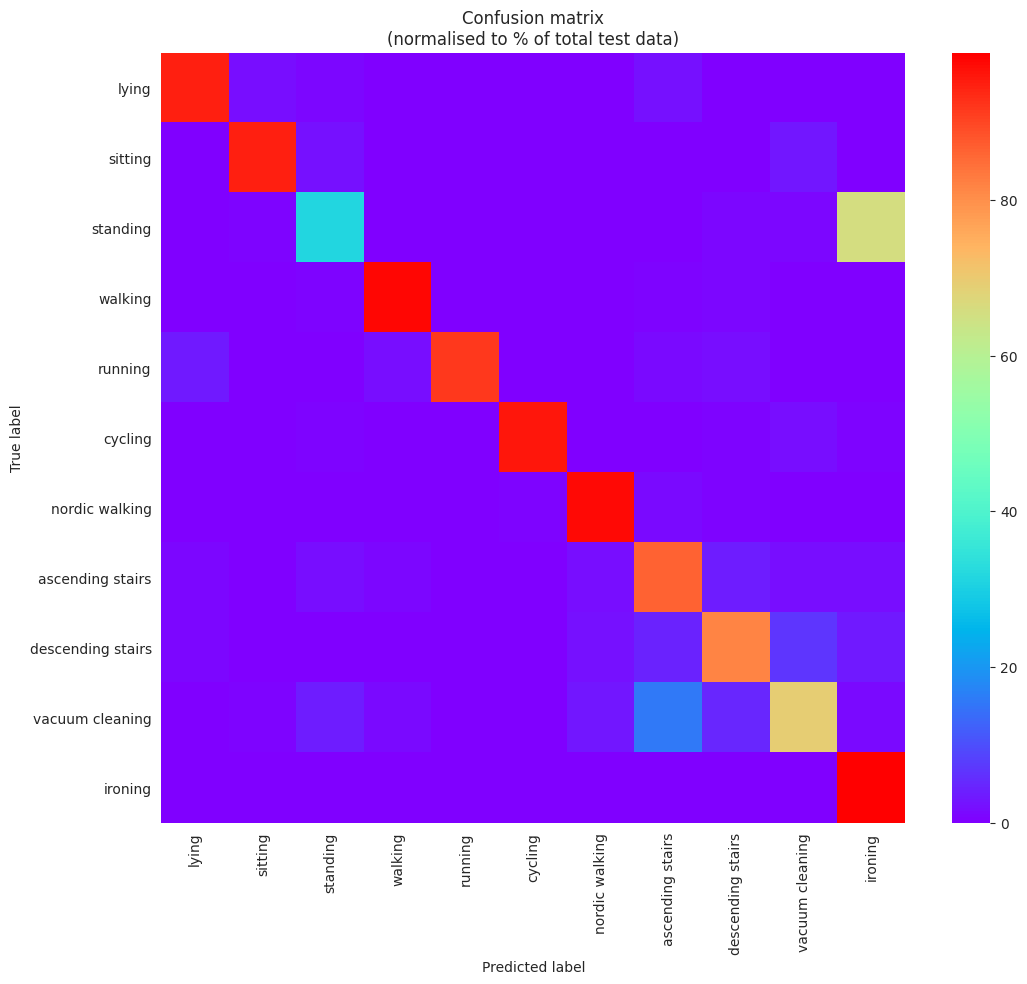 Confusion matrix
(normalised to % of total test data)
True label
lying
sitting
standing
walking
running
cycling
nordic walking
ascending stairs
descending stairs
vacuum cleaning
ironing
lying
sitting
standing
walking
running
cycling
nordic walking
ascending stairs
descending stairs
vacuum cleaning
ironing
Predicted label
80
60
40
20
0